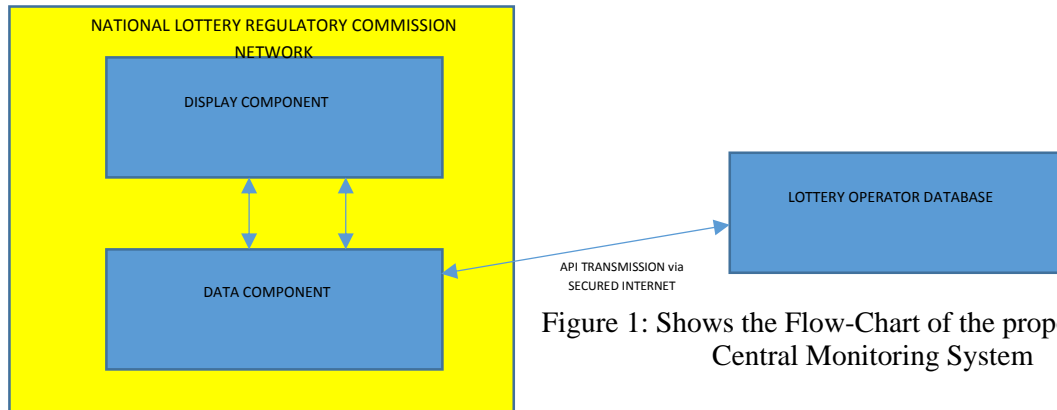 NATIONAL LOTTERY REGULATORY COMMISSION
NETWORK
DISPLAY COMPONENT
LOTTERY OPERATOR DATABASE
API TRANSMISSION via
SECURED INTERNET
DATA COMPONENT
Figure 1: Shows the Flow-Chart of the
Central Monitoring System